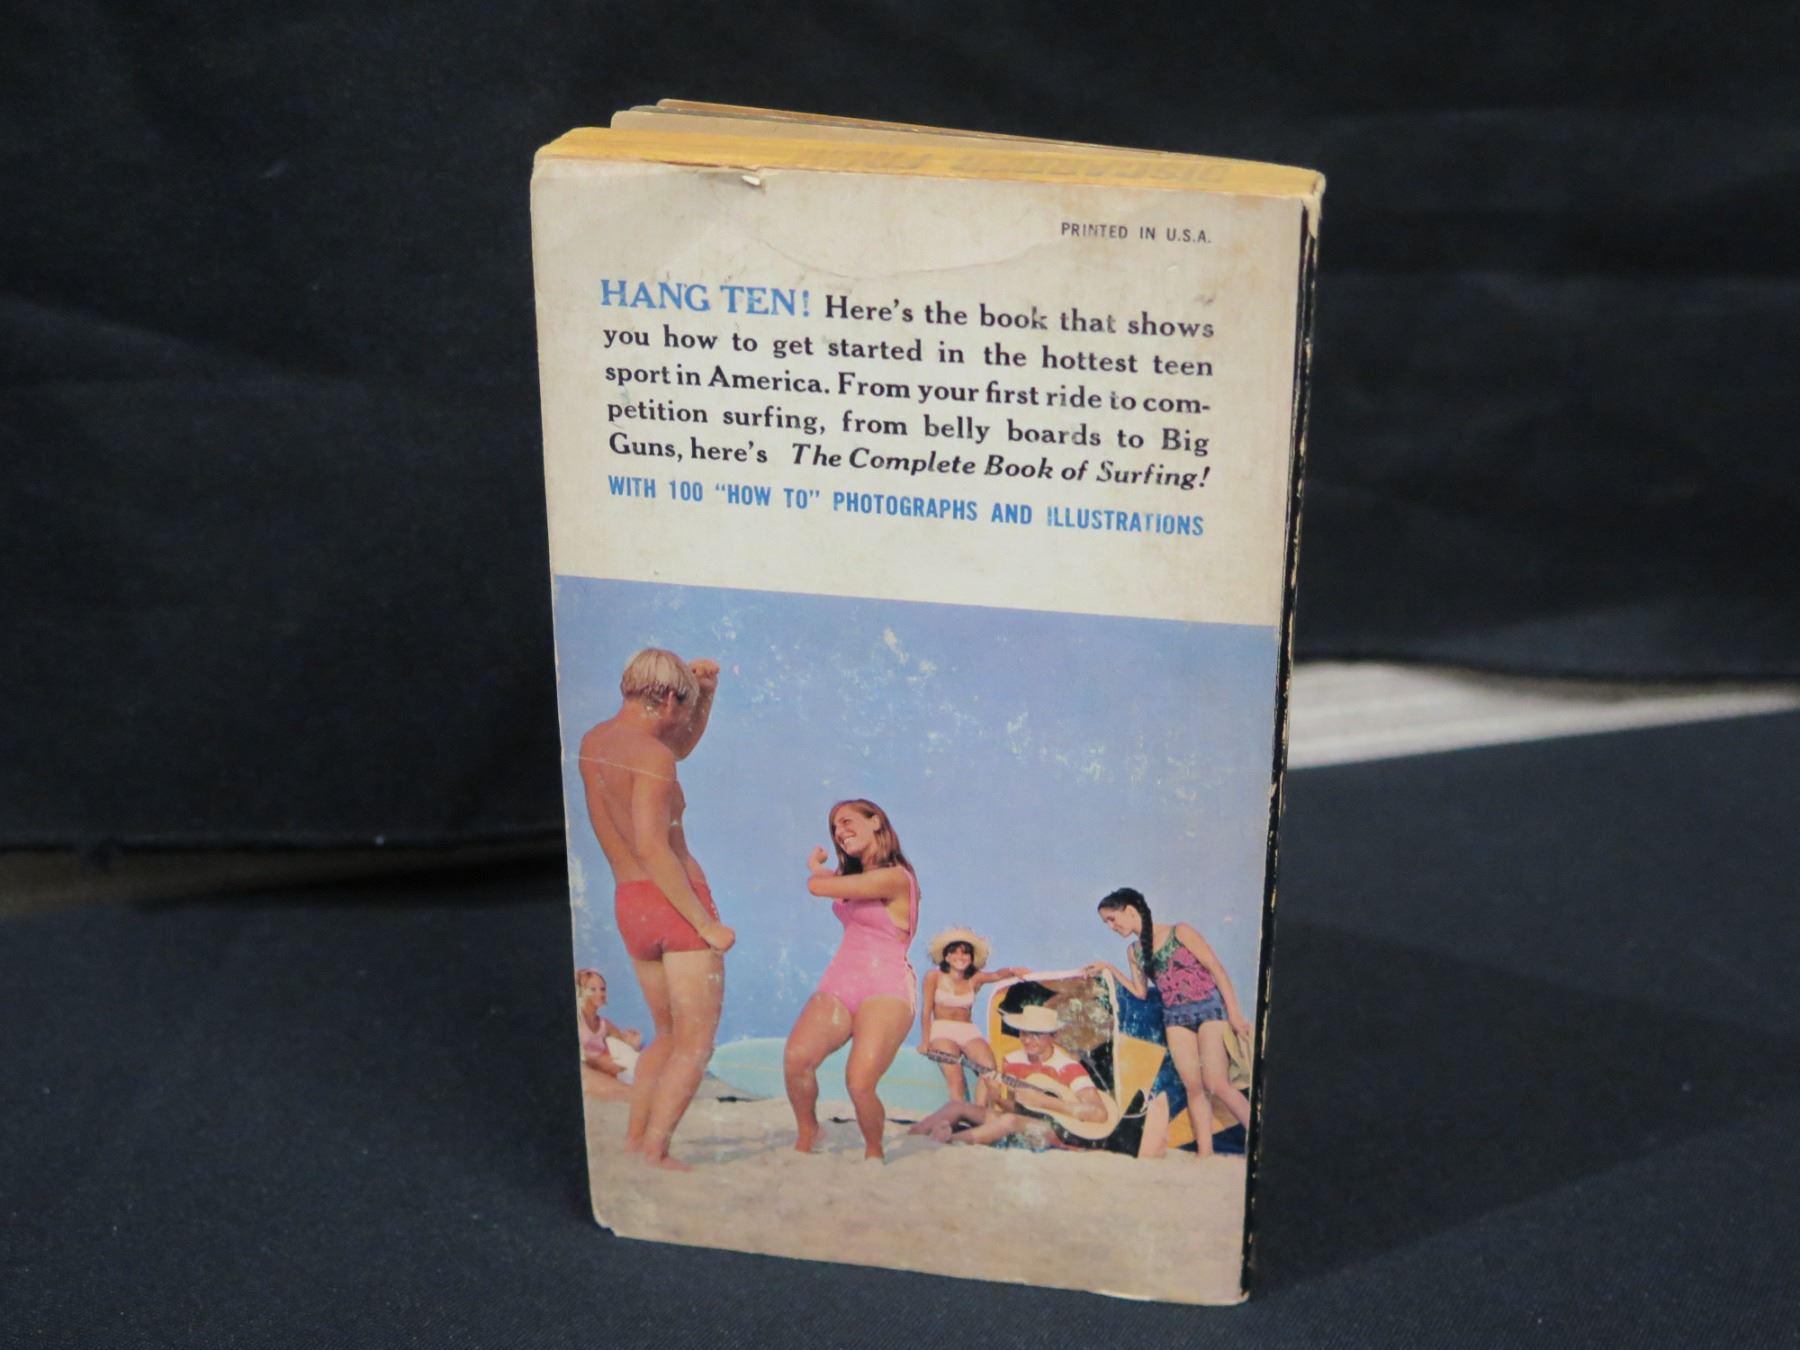 PRINTED IN U.S.A.
HANG TEN! Here's the book that shows
you how to get started in the hottest teen
sport in America. From your first ride to com-
petition surfing, from belly boards to Big
Guns, here's The Complete Book of Surfing!
WITH 100 "HOW TO" PHOTOGRAPHS AND ILLUSTRATIONS